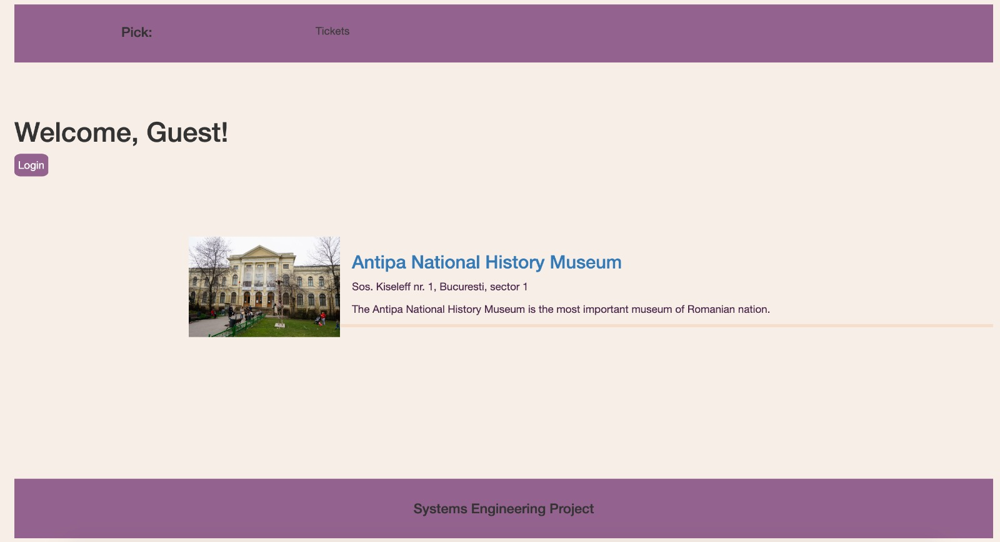 Pick:
Tickets
Welcome, Guest!
Login
Antipa National History Museum
Sos. Kiseleff nr. 1, Bucuresti, sector 1
The Antipa National History Museum is the most important museum of Romanian nation.
Systems Engineering Project